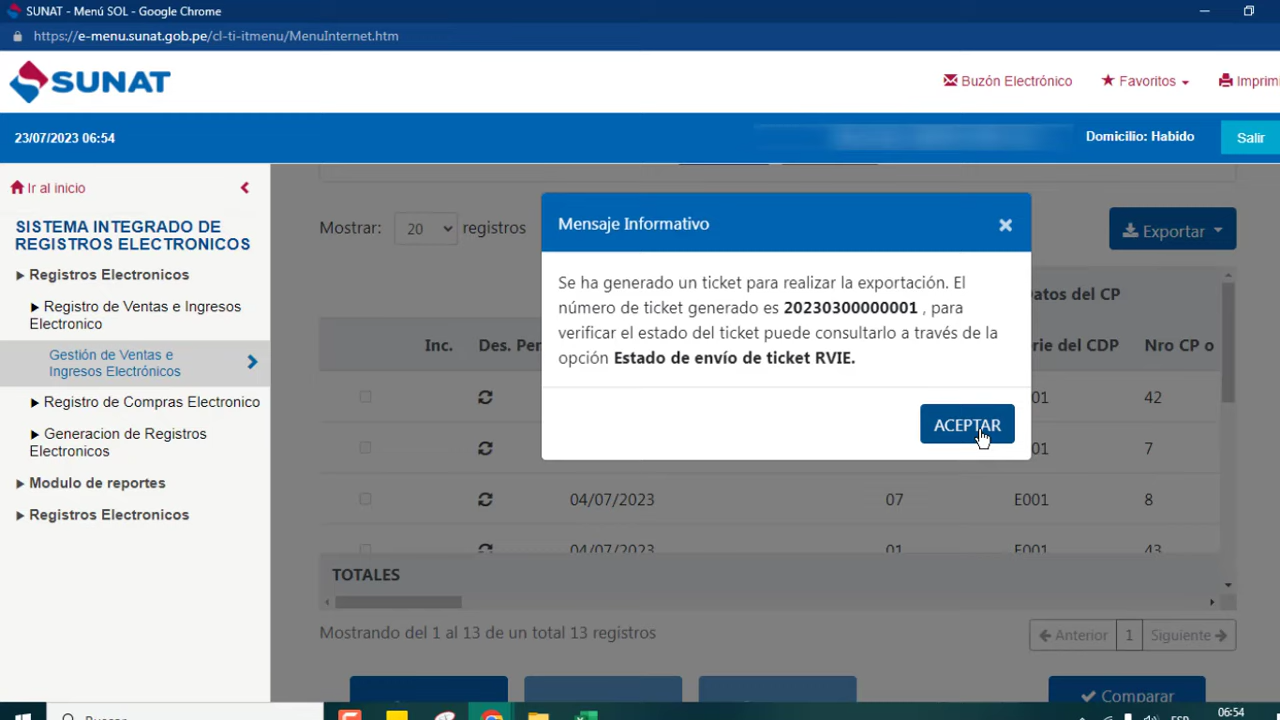 SUNAT - Menú SOL - Google Chrome
https://e-menu.sunat.gob.pe/cl-ti-itmenu/MenuInternet.htm
SUNAT
Buzón Electrónico
Favoritos
Imprimi
23/07/2023 06:54
Domicilio: Habido
Salir
Ir al inicio
SISTEMA INTEGRADO DE
REGISTROS ELECTRONICOS
Registros Electronicos
Registro de Ventas e Ingresos
Electronico
Gestión de Ventas e
Ingresos Electrónicos
Registro de Compras Electronico
Generacion de Registros
Electronicos
Modulo de reportes
Registros Electronicos
Mostrar: 20 registros
Exportar
Mensaje Informativo
Se ha generado un ticket para realizar la exportación. El
número de ticket generado es 20230300000001 , para
verificar el estado del ticket puede consultarlo a través de la
opción Estado de envío de ticket RVIE.
ACEPTAR
atos del CP
Inc. Des. Per rie del CDP Nro CP o
01 42
01 7
04/07/2023 07 E001 8
04/07/2023 01 E001 43
TOTALES
Mostrando del 1 al 13 de un total 13 registros
Anterior 1 Siguiente
Comparar
Buscar
ESP
06:54